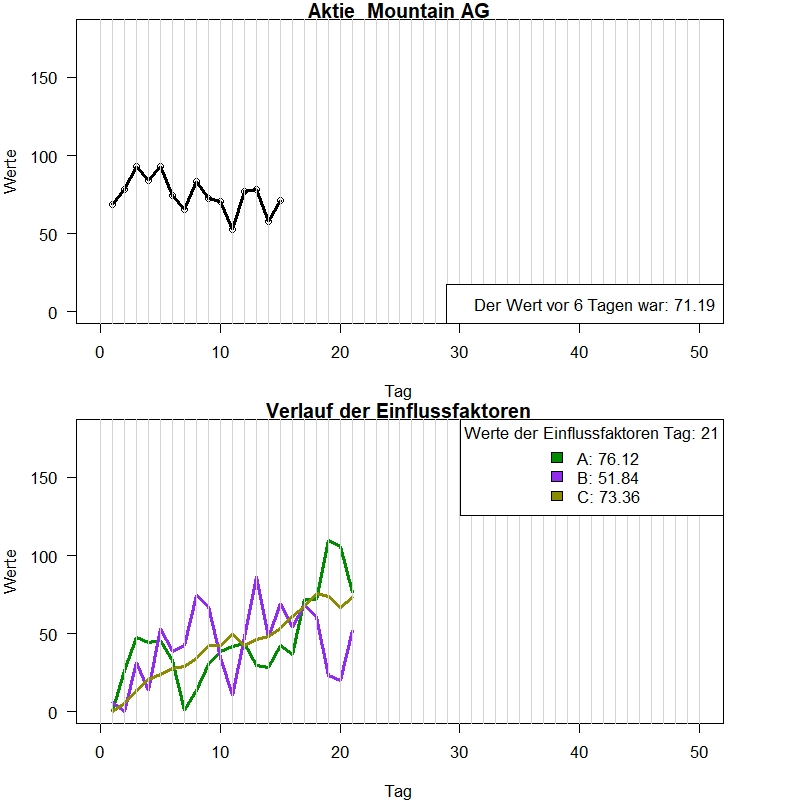 Aktie  Mountain AG
Werte
150
100
50
0
Der Wert vor 6 Tagen war: 71.19
0 10 20 30 40 50
Tag
Verlauf der Einflussfaktoren
Werte
150
100
50
0
Werte der Einflussfaktoren Tag: 21
A: 76.12
B: 51.84
C: 73.36
0 10 20 30 40 50
Tag